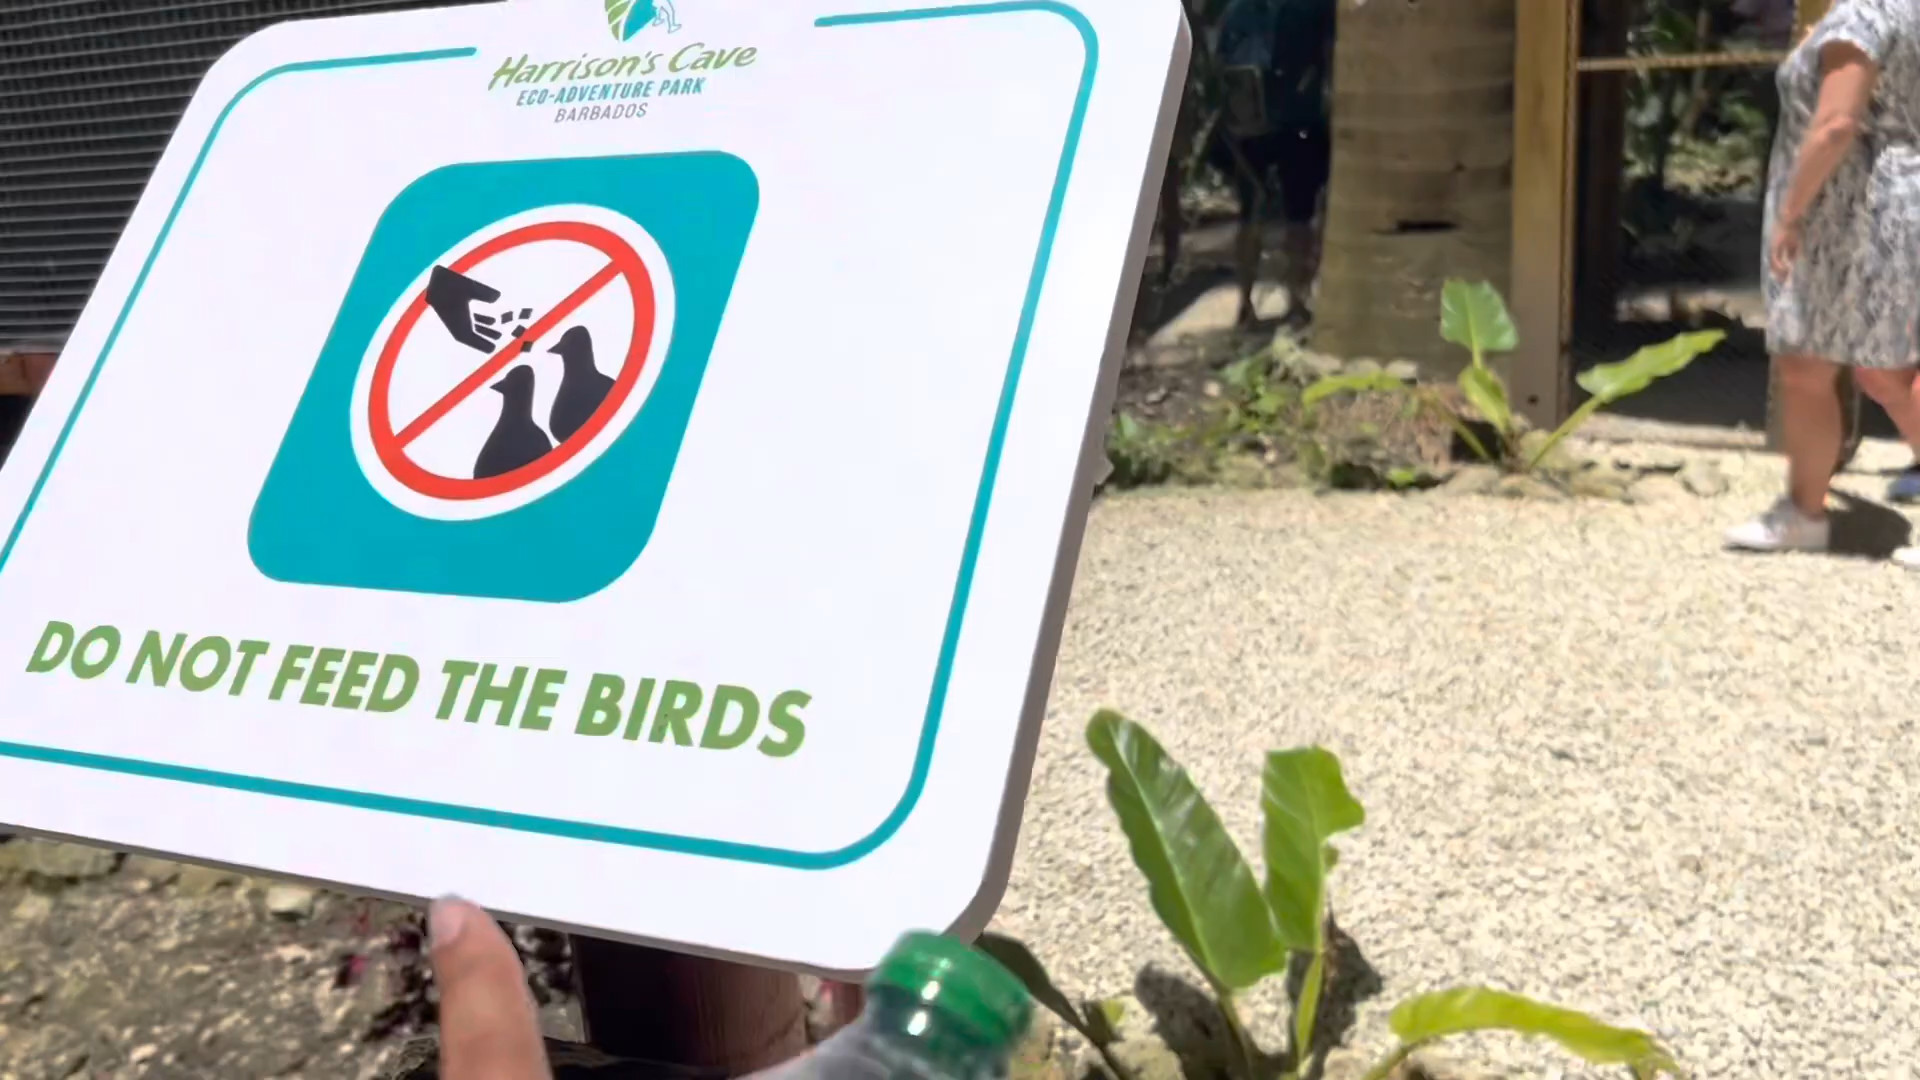 Harrison's Cave
ECO-ADVENTURE PARK
BARBADOS
DO NOT FEED THE BIRDS